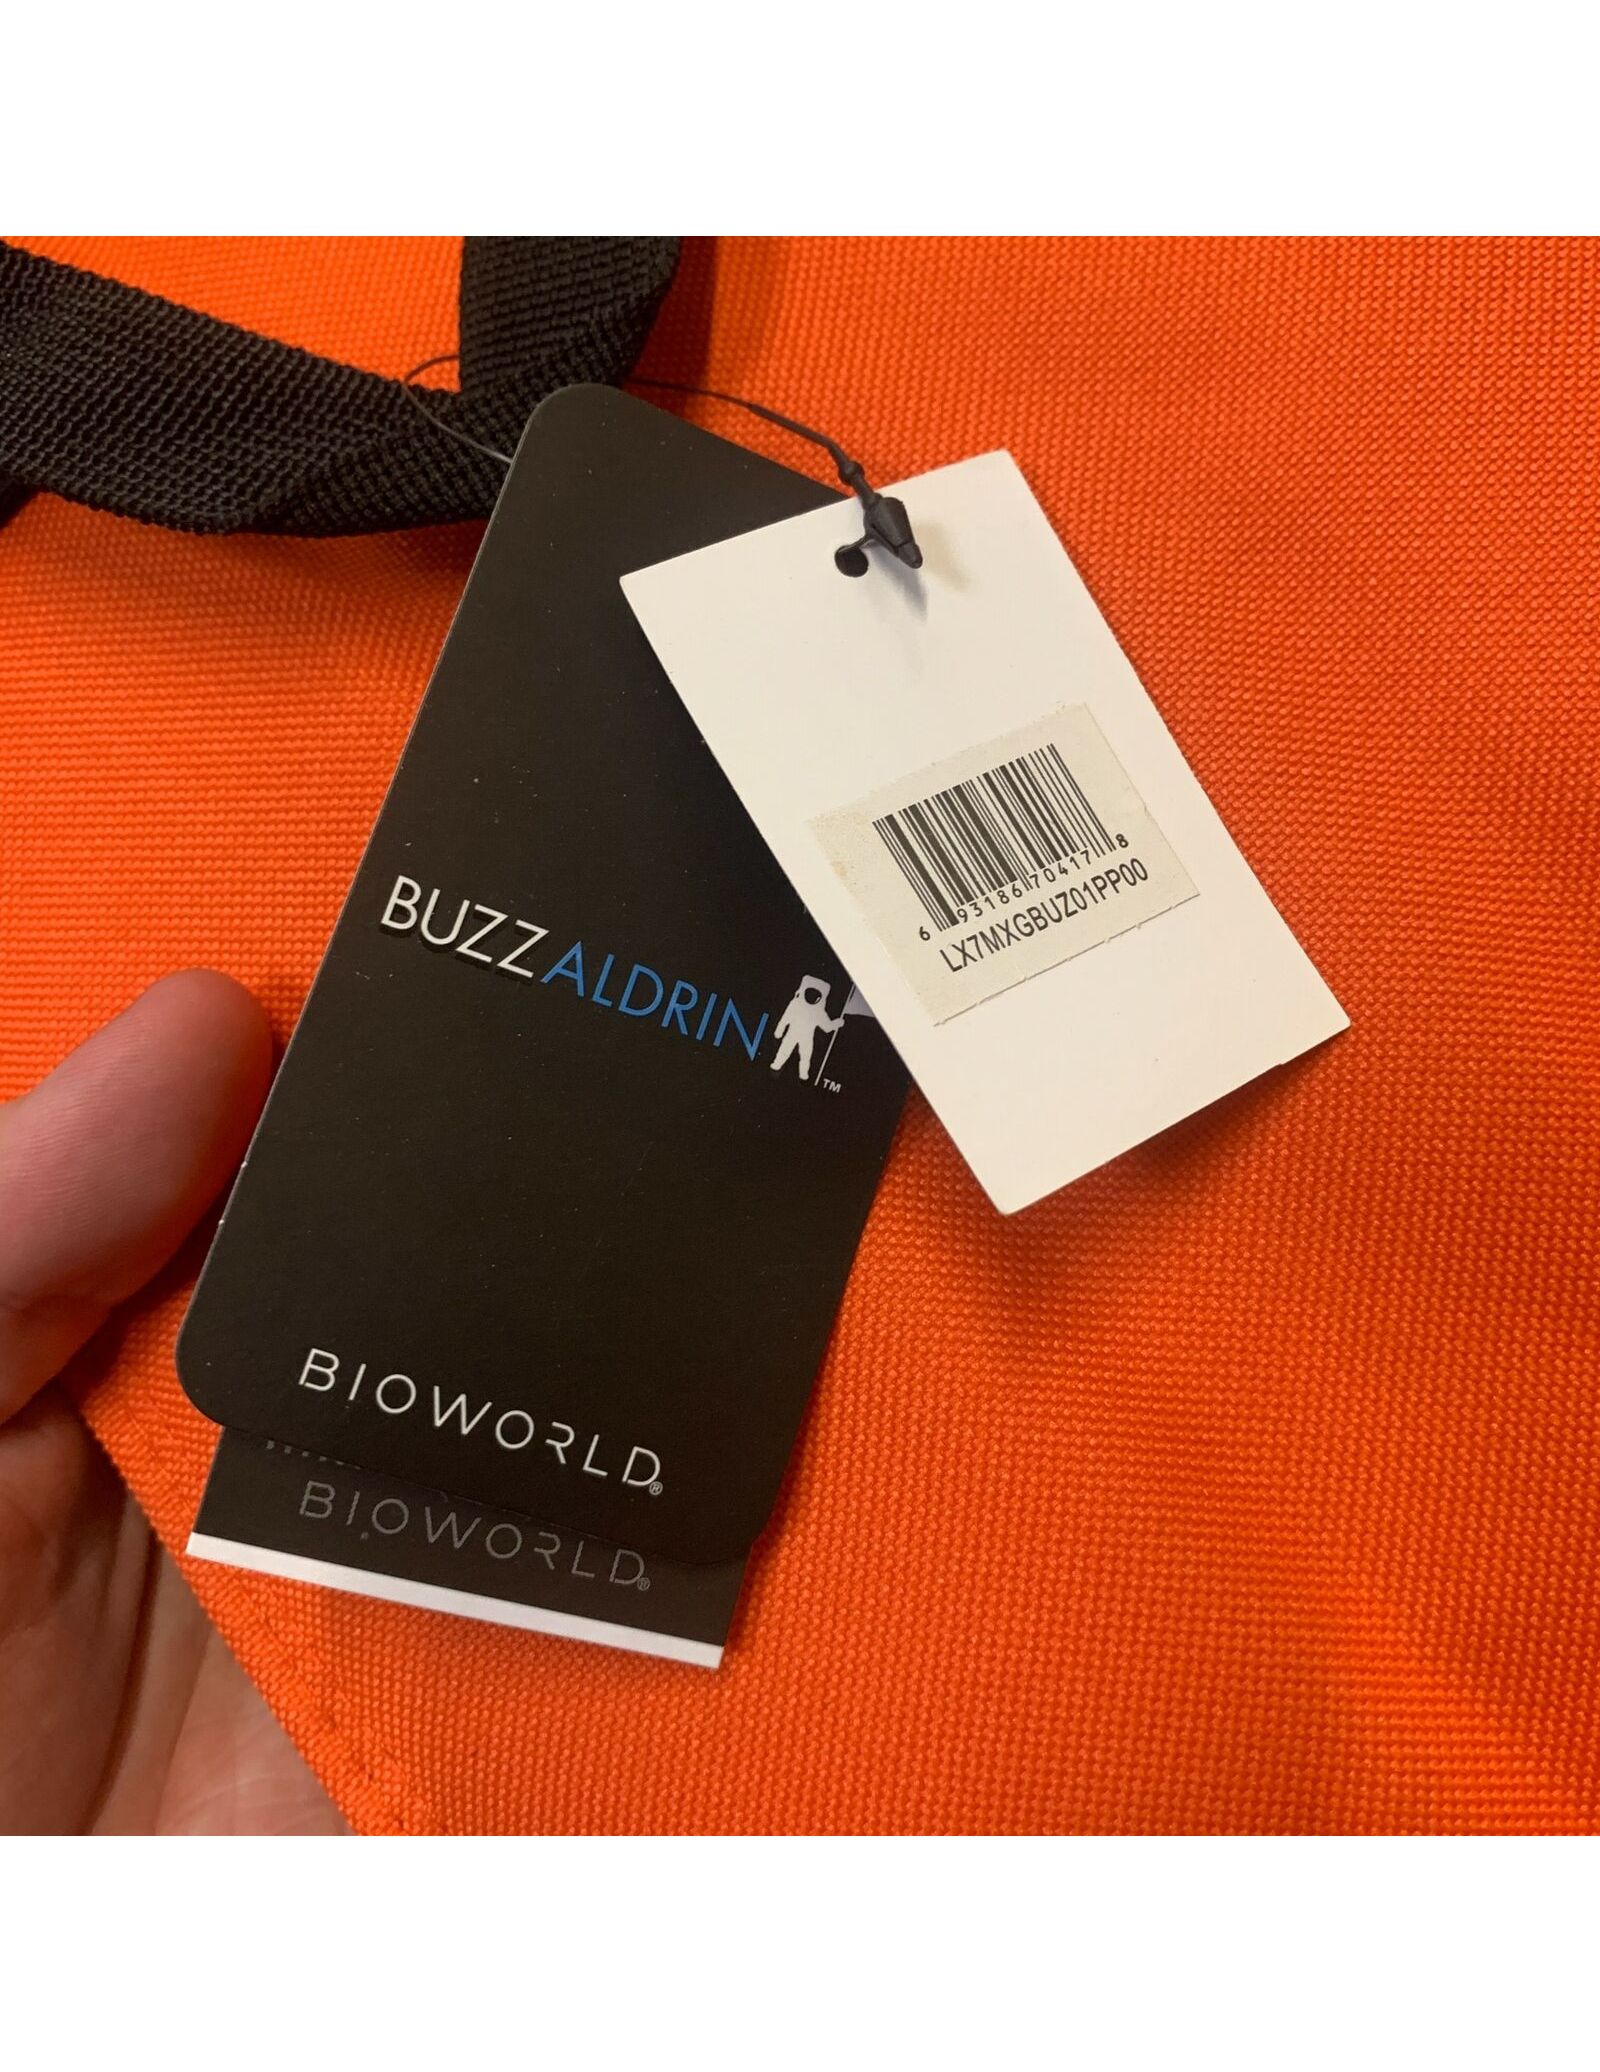 BUZZ ALDRIN
TM
6 93186 70417 8
LX7MXGBUZ01PP00
BIOWORLD®
BIOWORLD®